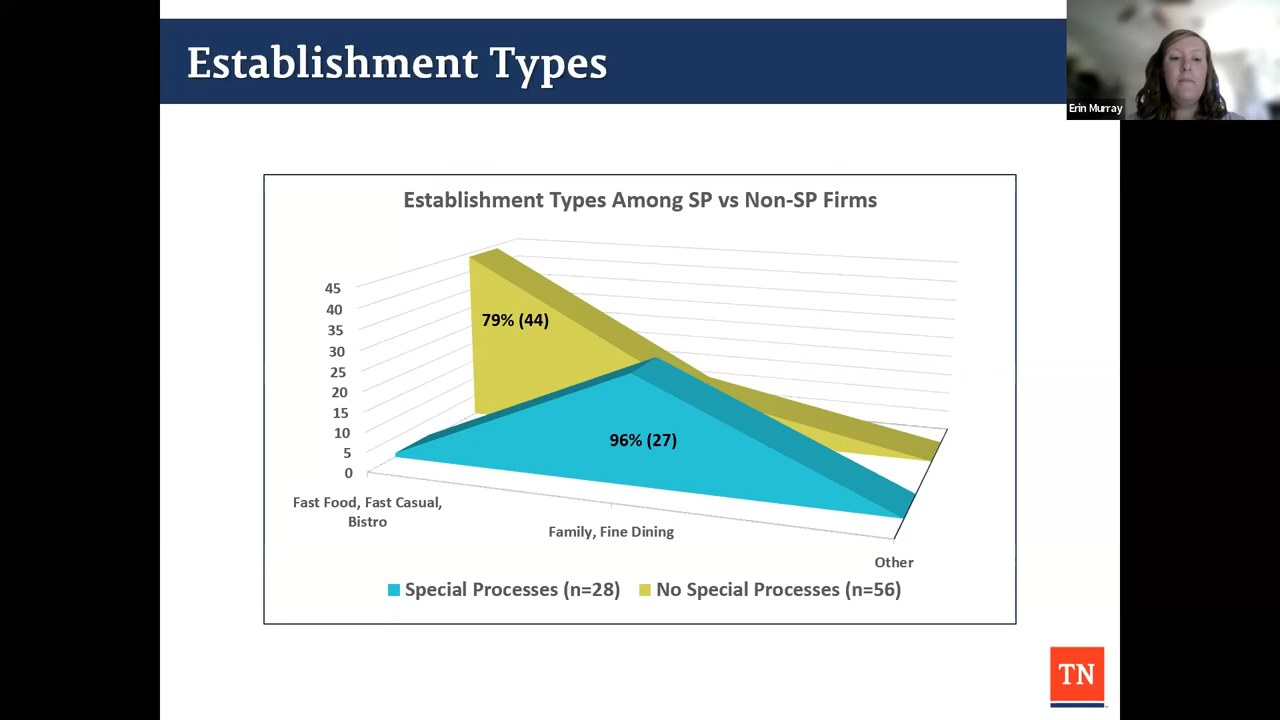 Establishment Types
Erin Murray
Establishment Types Among SP vs Non-SP Firms
45
40
35
30
25
20
15
10
5
0
79% (44)
96% (27)
Fast Food, Fast Casual,
Bistro
Family, Fine Dining
Other
Special Processes (n=28)
No Special Processes (n=56)
TN